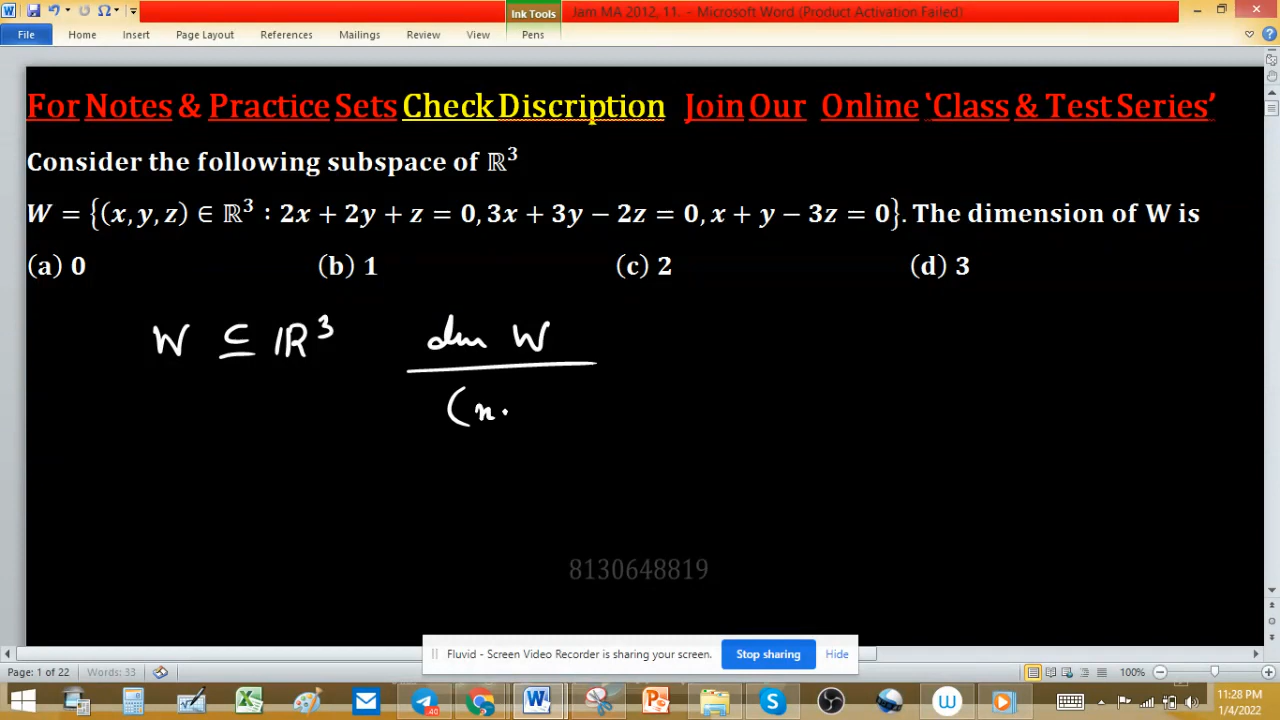 Jam MA 2012, 11. - Microsoft Word (Product Activation Failed)
Ink Tools
File Home Insert Page Layout References Mailings Review View Pens
For Notes & Practice Sets Check Discription Join Our Online ‘Class & Test Series’
Consider the following subspace of ℝ³
W = {(x, y, z) ∈ ℝ³ : 2x + 2y + z = 0, 3x + 3y − 2z = 0, x + y − 3z = 0}. The dimension of W is
(a) 0 (b) 1 (c) 2 (d) 3
W ⊆ ℝ³ dim W
(x.
8130648819
Fluvid - Screen Video Recorder is sharing your screen. Stop sharing Hide
Page: 1 of 22 Words: 33 100%
40
11:28 PM
1/4/2022